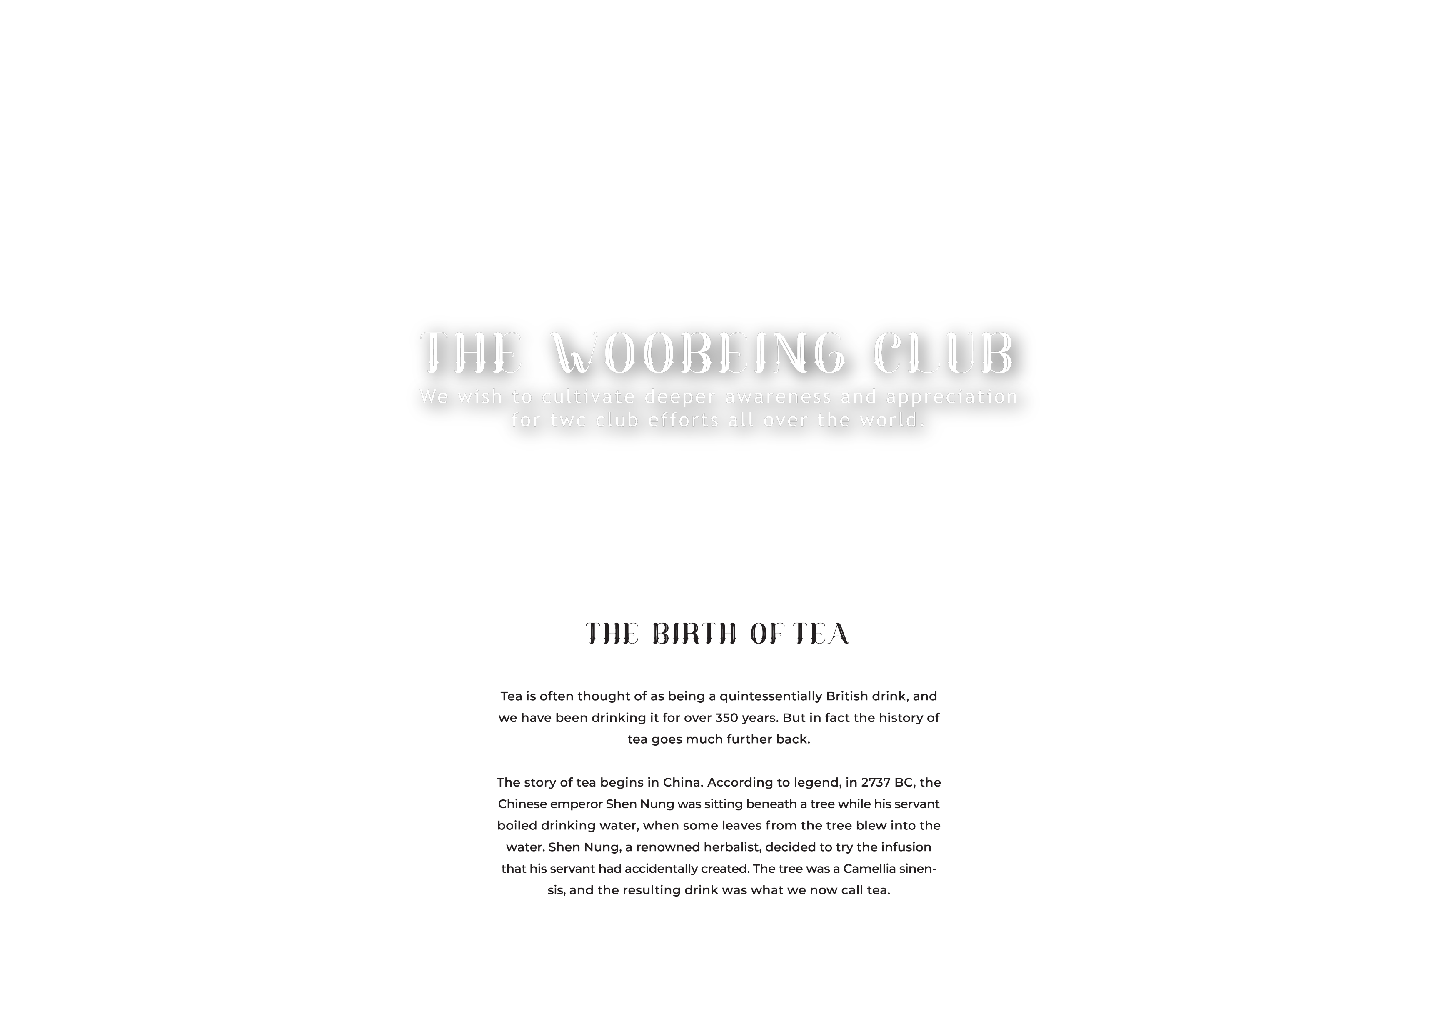 THE WOOBEING CLUB
We wish to cultivate deeper awareness and appreciation
for twc club efforts all over the world.
THE BIRTH OF TEA
Tea is often thought of as being a quintessentially British drink, and
we have been drinking it for over 350 years. But in fact the history of
tea goes much further back.
The story of tea begins in China. According to legend, in 2737 BC, the
Chinese emperor Shen Nung was sitting beneath a tree while his servant
boiled drinking water, when some leaves from the tree blew into the
water. Shen Nung, a renowned herbalist, decided to try the infusion
that his servant had accidentally created. The tree was a Camellia sinen-
sis, and the resulting drink was what we now call tea.